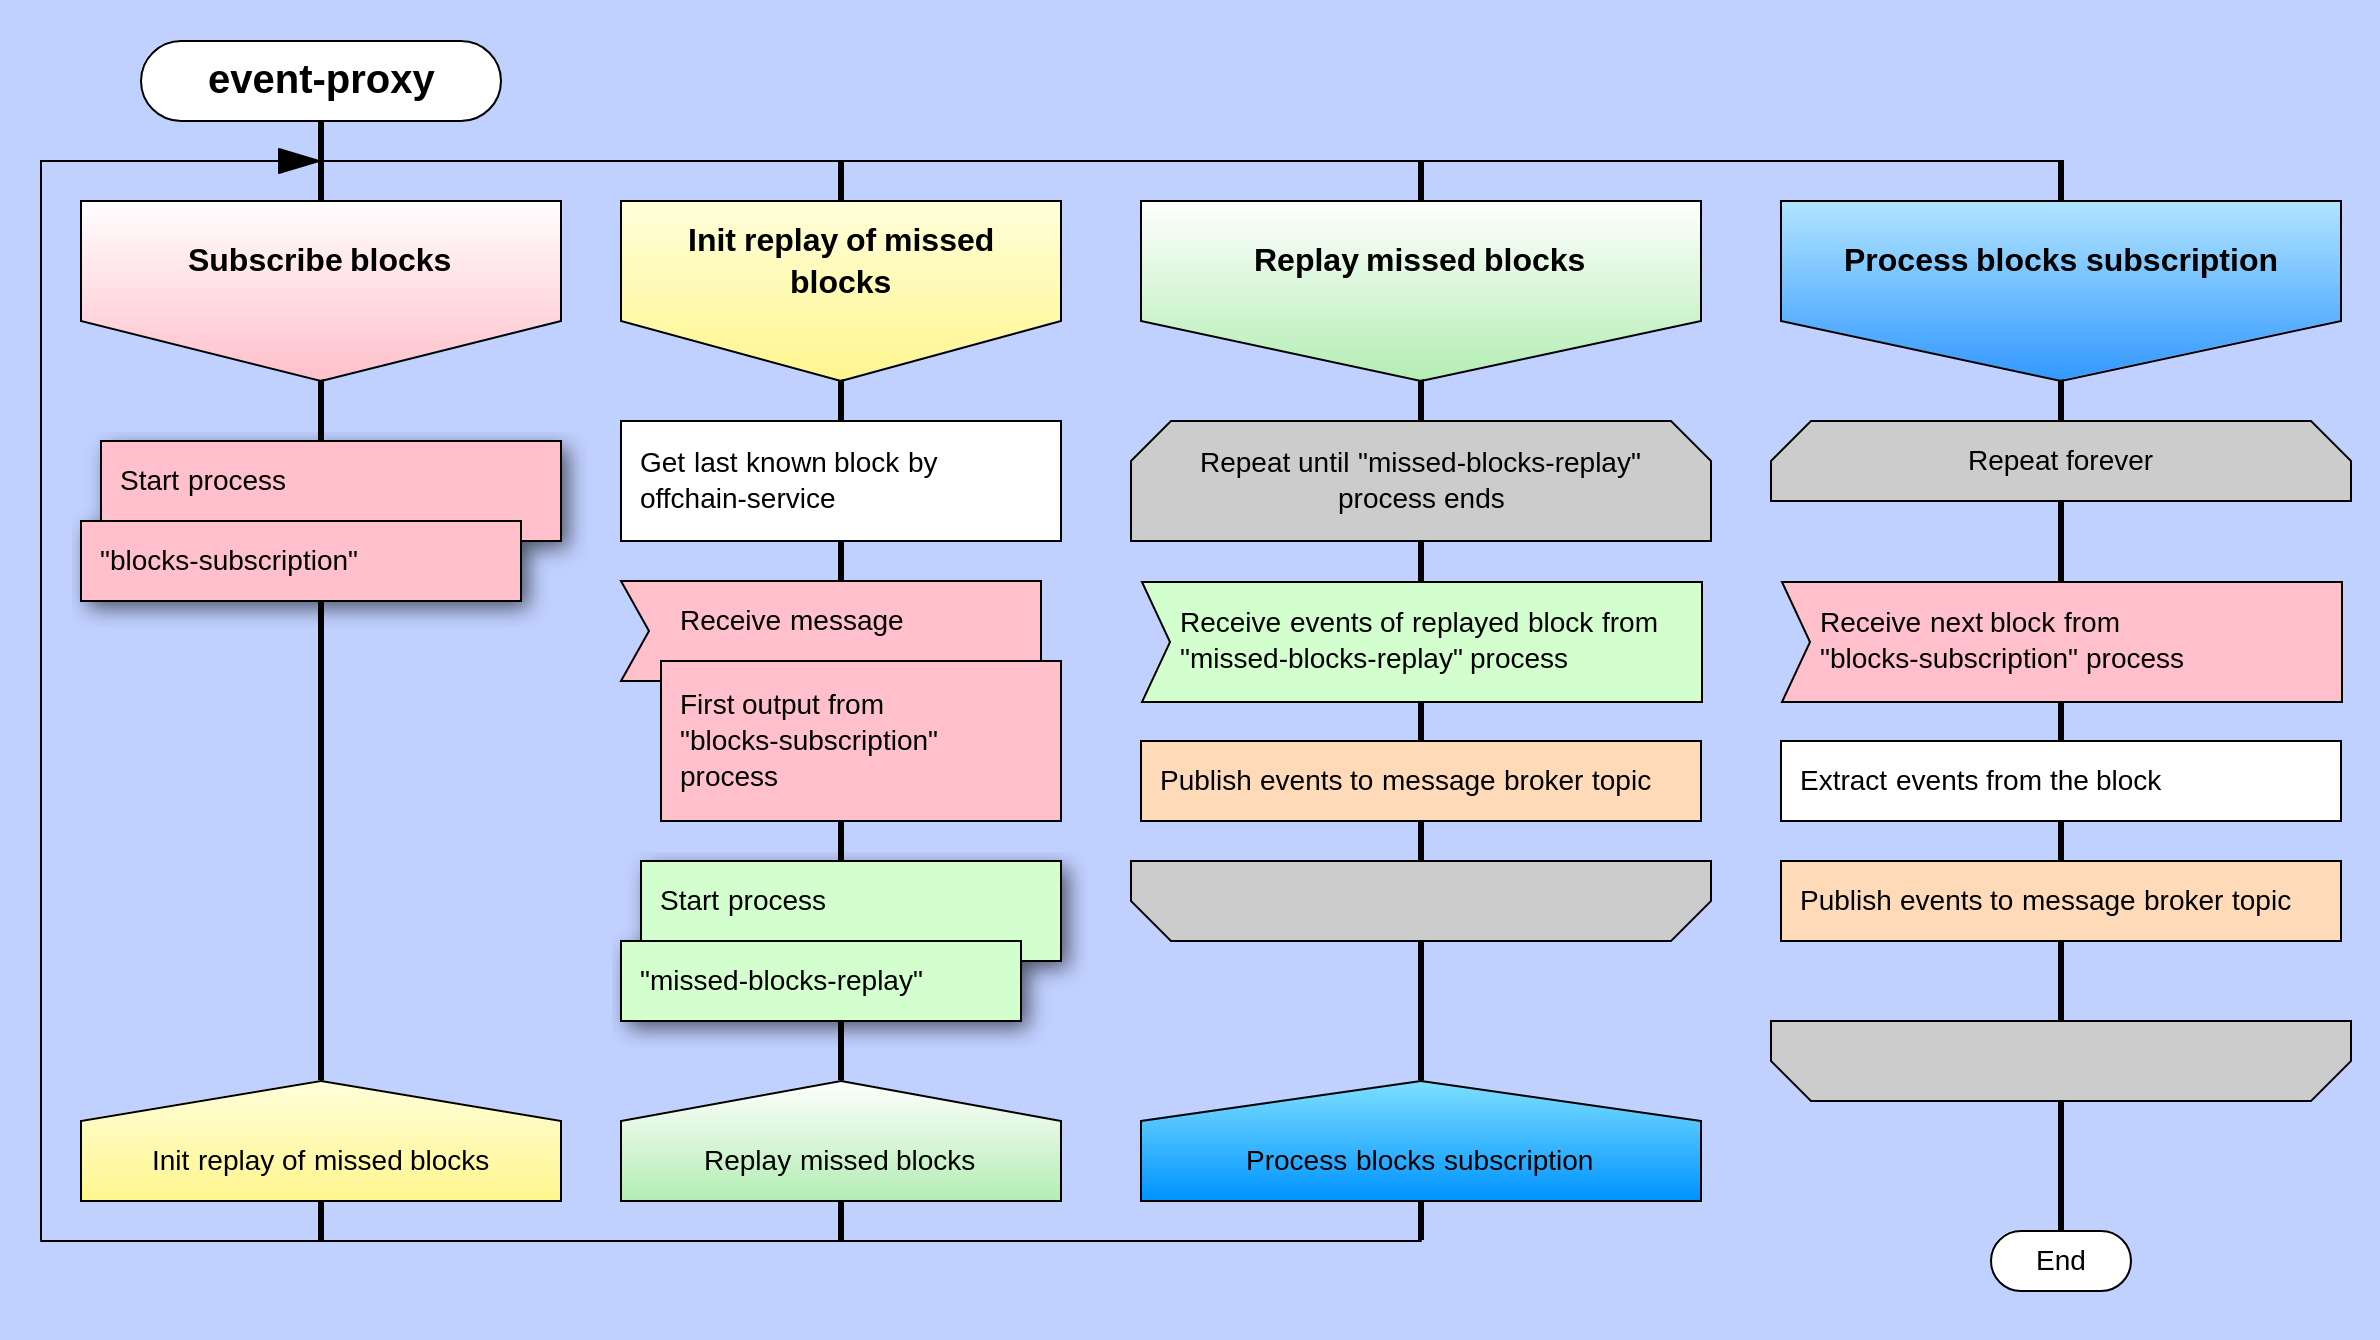 event-proxy
Subscribe blocks
Start process
"blocks-subscription"
Init replay of missed blocks
Init replay of missed
blocks
Get last known block by
offchain-service
Receive message
First output from
"blocks-subscription"
process
Start process
"missed-blocks-replay"
Replay missed blocks
Replay missed blocks
Repeat until "missed-blocks-replay"
process ends
Receive events of replayed block from
"missed-blocks-replay" process
Publish events to message broker topic
Process blocks subscription
Process blocks subscription
Repeat forever
Receive next block from
"blocks-subscription" process
Extract events from the block
Publish events to message broker topic
End